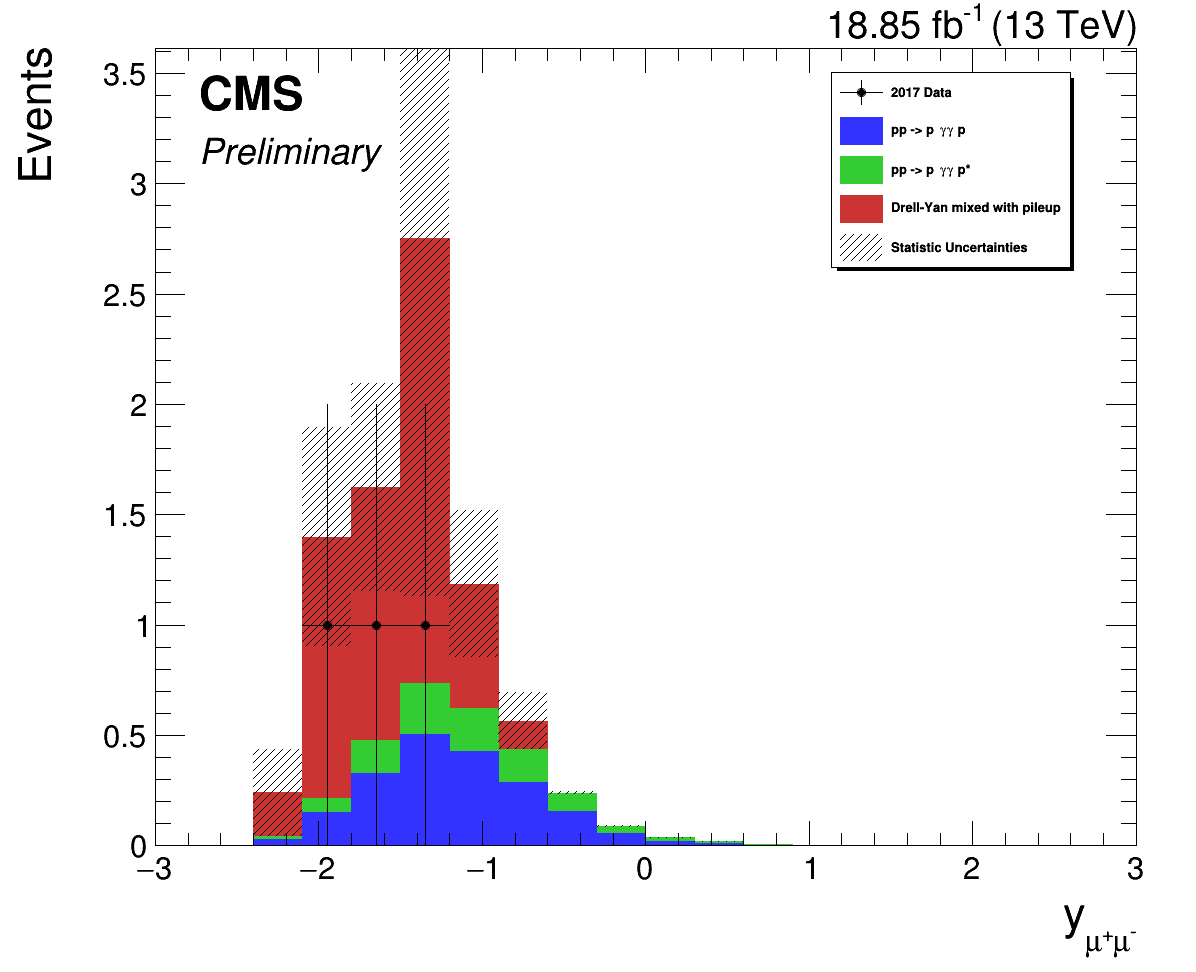 18.85 fb⁻¹ (13 TeV)
Events
CMS
Preliminary
2017 Data
pp -> p γγ p
pp -> p γγ p*
Drell-Yan mixed with pileup
Statistic Uncertainties
3.5
3
2.5
2
1.5
1
0.5
0
−3 −2 −1 0 1 2 3
y μ⁺μ⁻